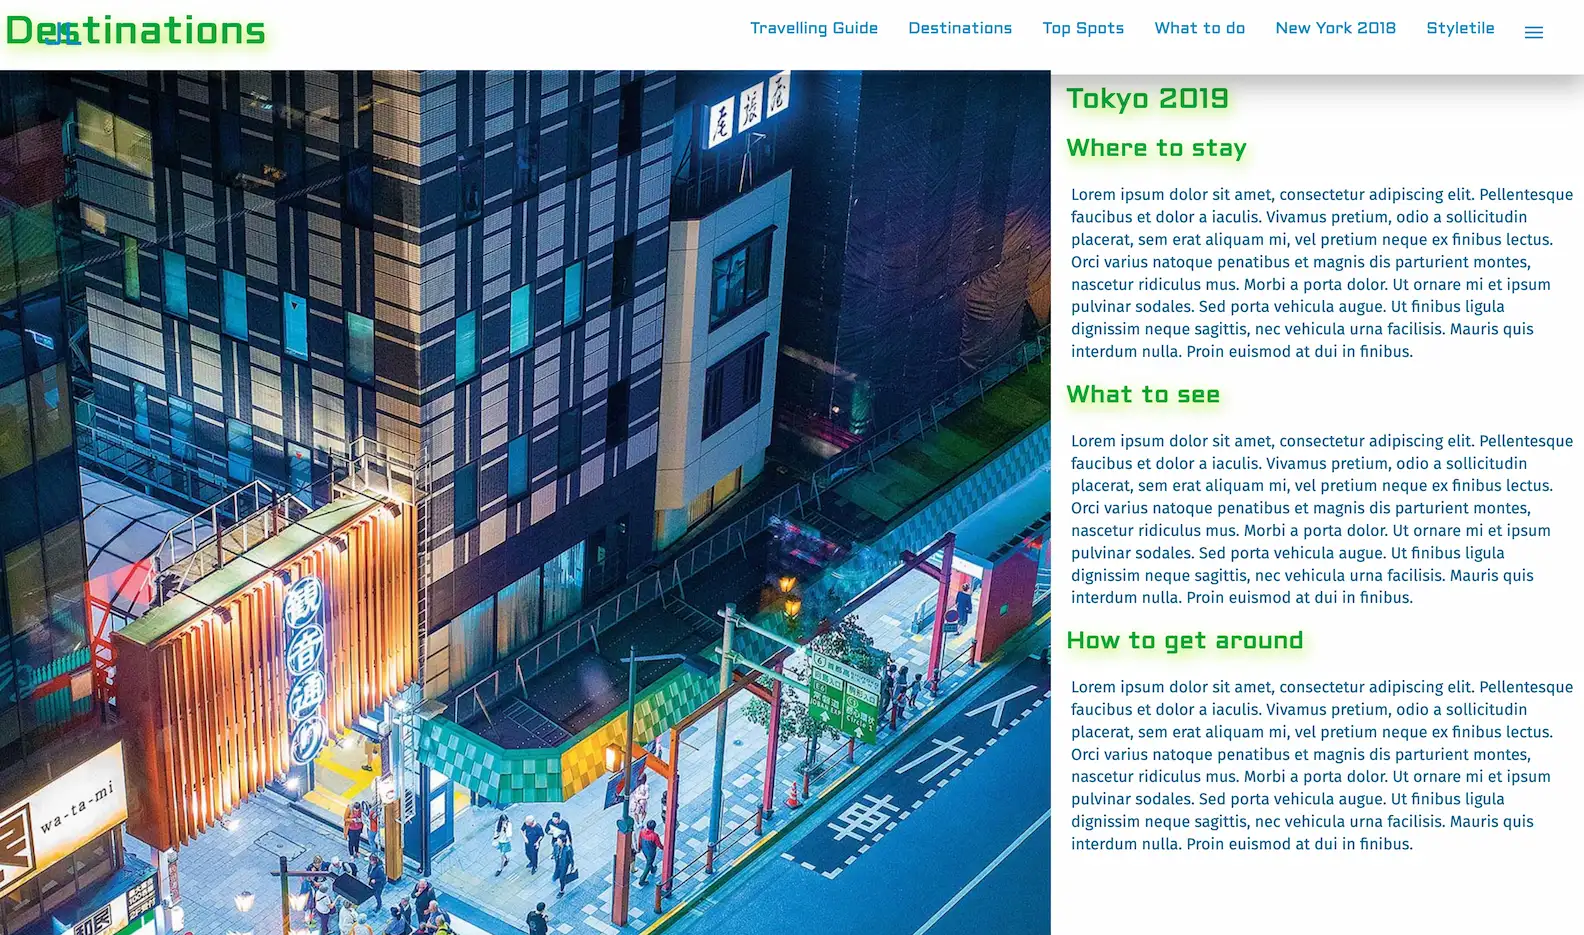 Destinations
JL
Travelling Guide
Destinations
Top Spots
What to do
New York 2018
Styletile
尾張屋
観音通り
wa-ta-mi
Tokyo 2019
Where to stay
Lorem ipsum dolor sit amet, consectetur adipiscing elit. Pellentesque
faucibus et dolor a iaculis. Vivamus pretium, odio a sollicitudin
placerat, sem erat aliquam mi, vel pretium neque ex finibus lectus.
Orci varius natoque penatibus et magnis dis parturient montes,
nascetur ridiculus mus. Morbi a porta dolor. Ut ornare mi et ipsum
pulvinar sodales. Sed porta vehicula augue. Ut finibus ligula
dignissim neque sagittis, nec vehicula urna facilisis. Mauris quis
interdum nulla. Proin euismod at dui in finibus.
What to see
Lorem ipsum dolor sit amet, consectetur adipiscing elit. Pellentesque
faucibus et dolor a iaculis. Vivamus pretium, odio a sollicitudin
placerat, sem erat aliquam mi, vel pretium neque ex finibus lectus.
Orci varius natoque penatibus et magnis dis parturient montes,
nascetur ridiculus mus. Morbi a porta dolor. Ut ornare mi et ipsum
pulvinar sodales. Sed porta vehicula augue. Ut finibus ligula
dignissim neque sagittis, nec vehicula urna facilisis. Mauris quis
interdum nulla. Proin euismod at dui in finibus.
How to get around
Lorem ipsum dolor sit amet, consectetur adipiscing elit. Pellentesque
faucibus et dolor a iaculis. Vivamus pretium, odio a sollicitudin
placerat, sem erat aliquam mi, vel pretium neque ex finibus lectus.
Orci varius natoque penatibus et magnis dis parturient montes,
nascetur ridiculus mus. Morbi a porta dolor. Ut ornare mi et ipsum
pulvinar sodales. Sed porta vehicula augue. Ut finibus ligula
dignissim neque sagittis, nec vehicula urna facilisis. Mauris quis
interdum nulla. Proin euismod at dui in finibus.